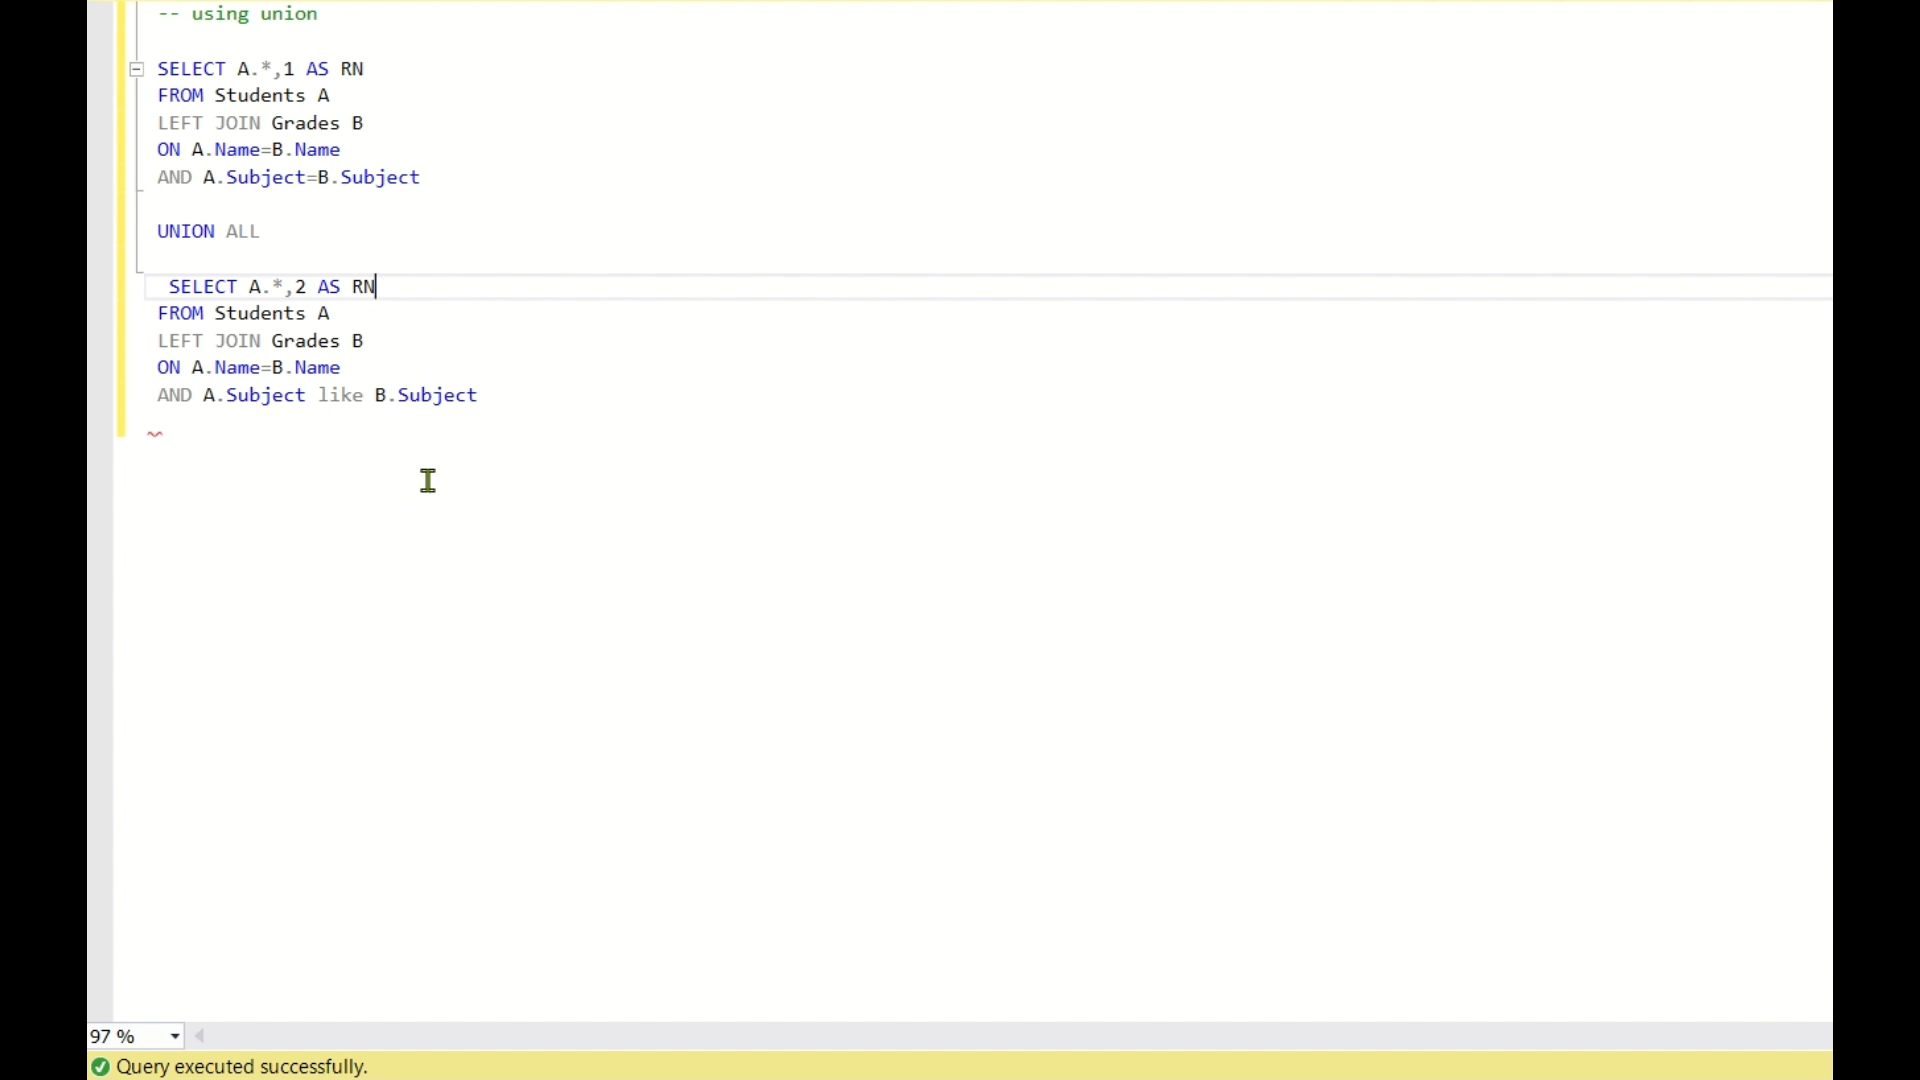 -- using union
SELECT A.*,1 AS RN
FROM Students A
LEFT JOIN Grades B
ON A.Name=B.Name
AND A.Subject=B.Subject
UNION ALL
SELECT A.*,2 AS RN
FROM Students A
LEFT JOIN Grades B
ON A.Name=B.Name
AND A.Subject like B.Subject
97 %
Query executed successfully.